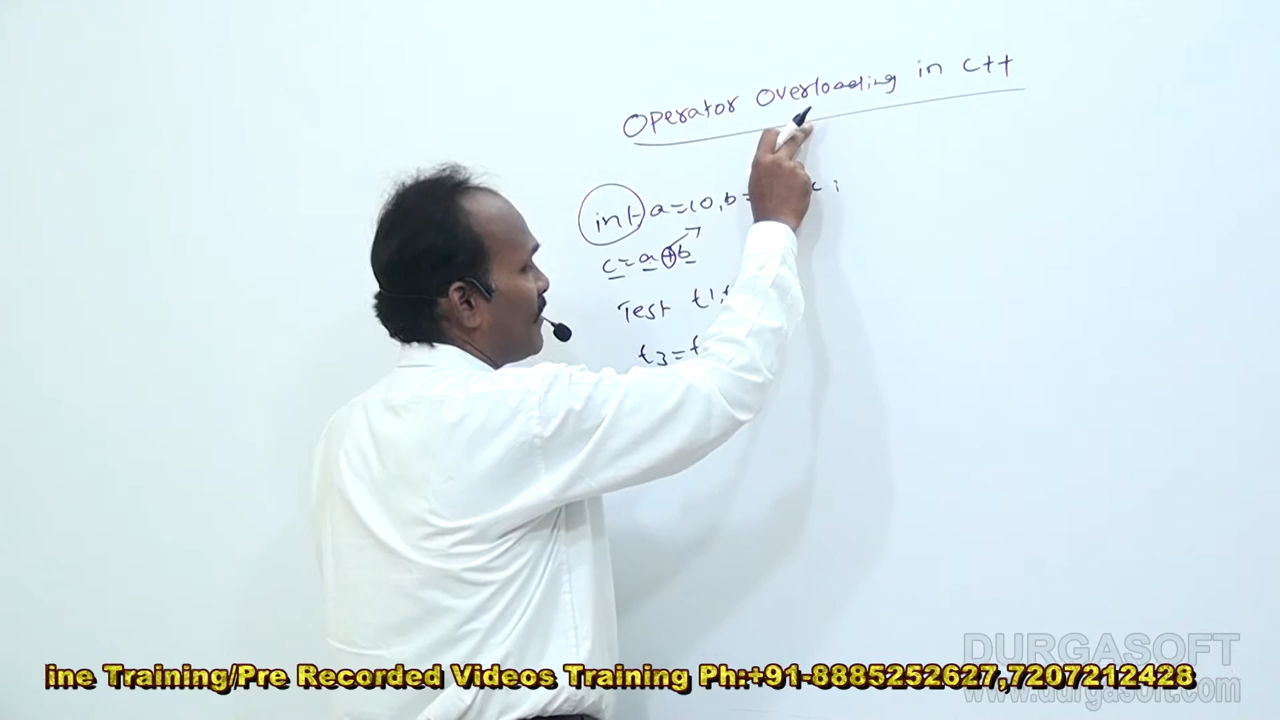 Operator Overloading in C++
int a=10,b= c;
c=a+b
Test t1,t
t3=t
DURGASOFT
ine Training/Pre Recorded Videos Training Ph:+91-8885252627,7207212428
www.durgasoft.com